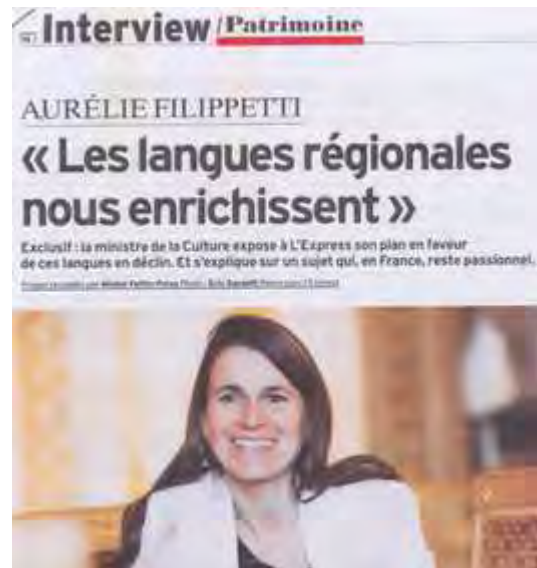 Interview / Patrimoine
AURÉLIE FILIPPETTI
« Les langues régionales
nous enrichissent »
Exclusif : la ministre de la Culture expose à L'Express son plan en faveur
de ces langues en déclin. Et s'explique sur un sujet qui, en France, reste passionnel.